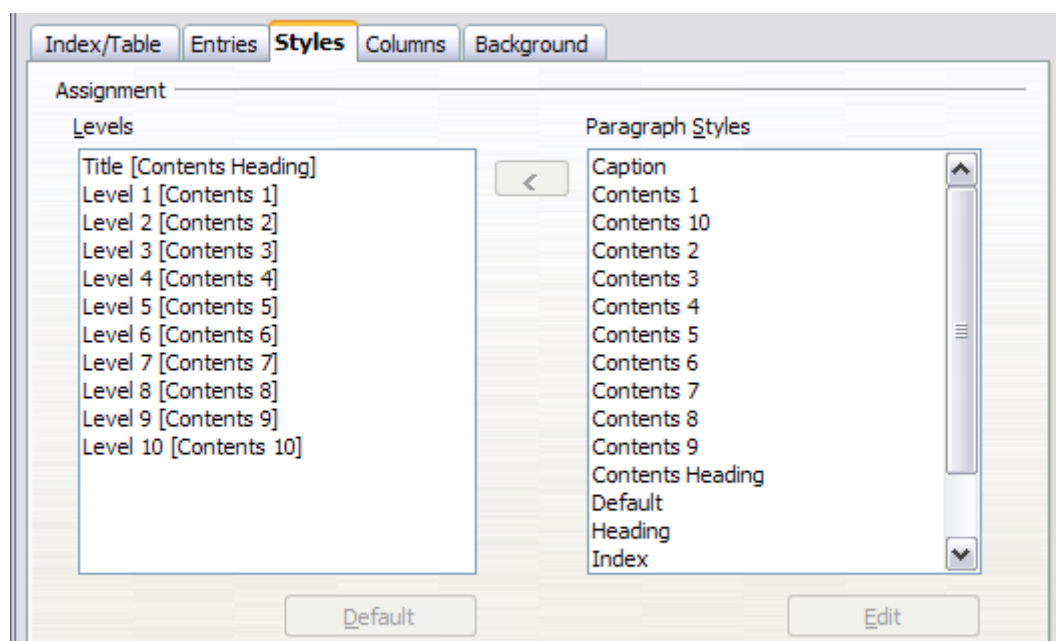 Index/Table Entries Styles Columns Background
Assignment
Levels
Title [Contents Heading]
Level 1 [Contents 1]
Level 2 [Contents 2]
Level 3 [Contents 3]
Level 4 [Contents 4]
Level 5 [Contents 5]
Level 6 [Contents 6]
Level 7 [Contents 7]
Level 8 [Contents 8]
Level 9 [Contents 9]
Level 10 [Contents 10]
Default
<
Paragraph Styles
Caption
Contents 1
Contents 10
Contents 2
Contents 3
Contents 4
Contents 5
Contents 6
Contents 7
Contents 8
Contents 9
Contents Heading
Default
Heading
Index
Edit